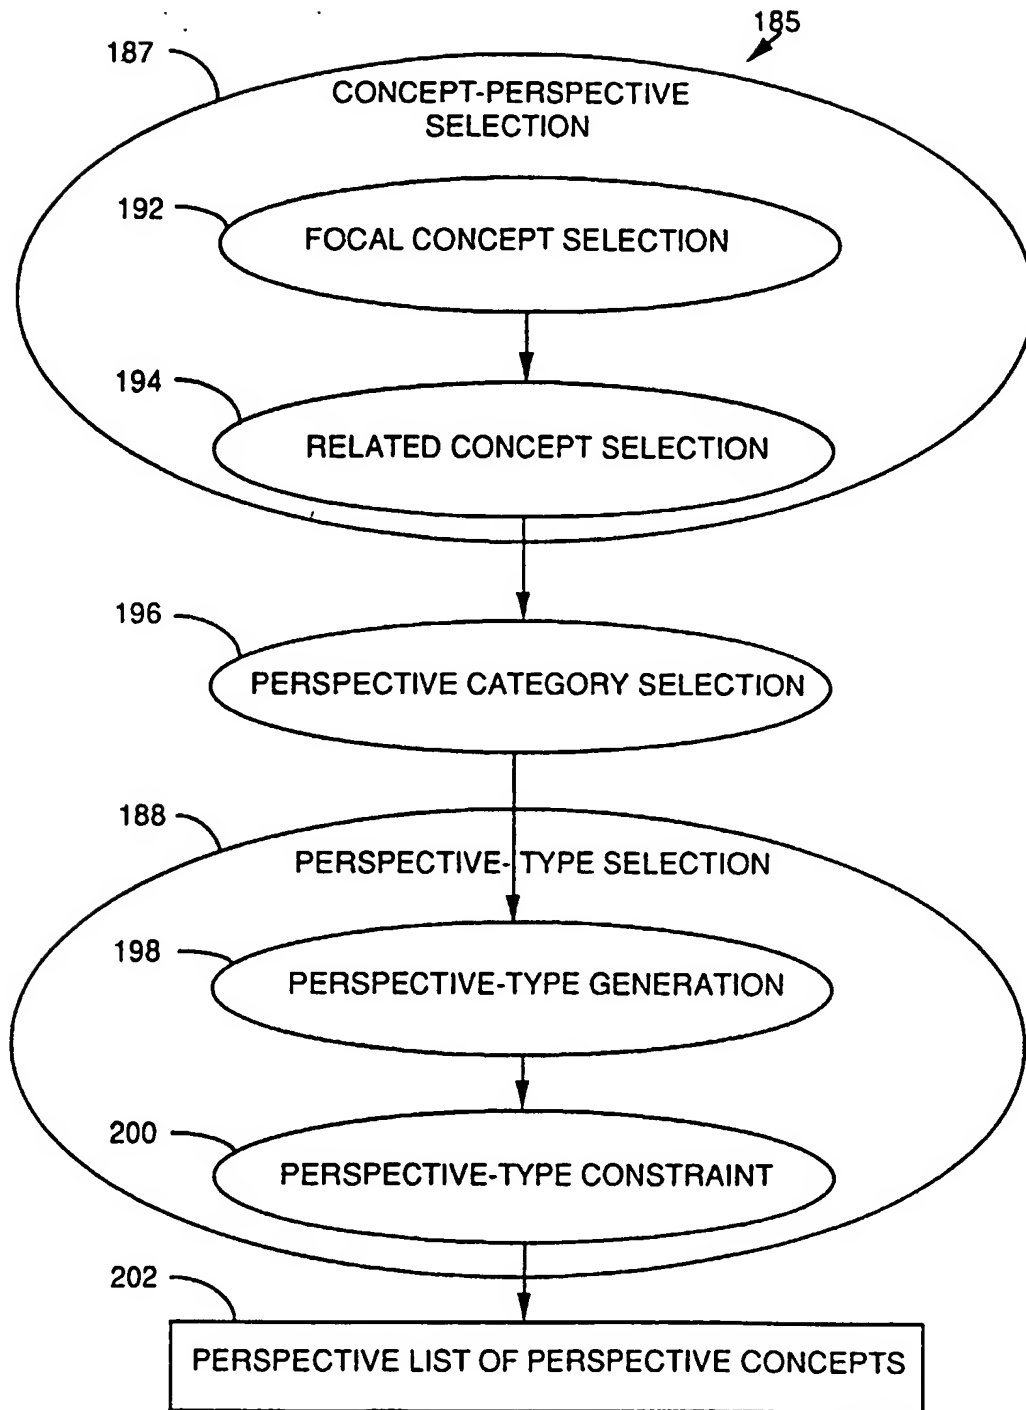 185
187
CONCEPT-PERSPECTIVE
SELECTION
192
FOCAL CONCEPT SELECTION
194
RELATED CONCEPT SELECTION
196
PERSPECTIVE CATEGORY SELECTION
188
PERSPECTIVE-TYPE SELECTION
198
PERSPECTIVE-TYPE GENERATION
200
PERSPECTIVE-TYPE CONSTRAINT
202
PERSPECTIVE LIST OF PERSPECTIVE CONCEPTS